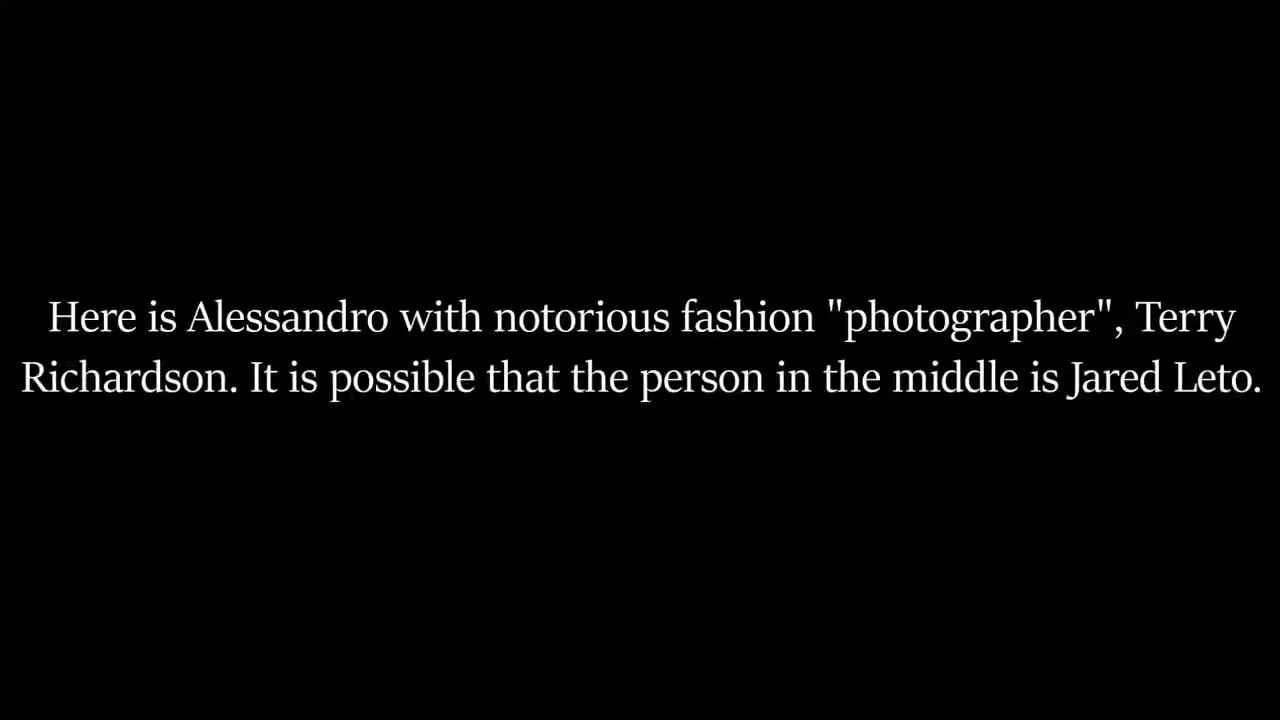 Here is Alessandro with notorious fashion "photographer", Terry
Richardson. It is possible that the person in the middle is Jared Leto.